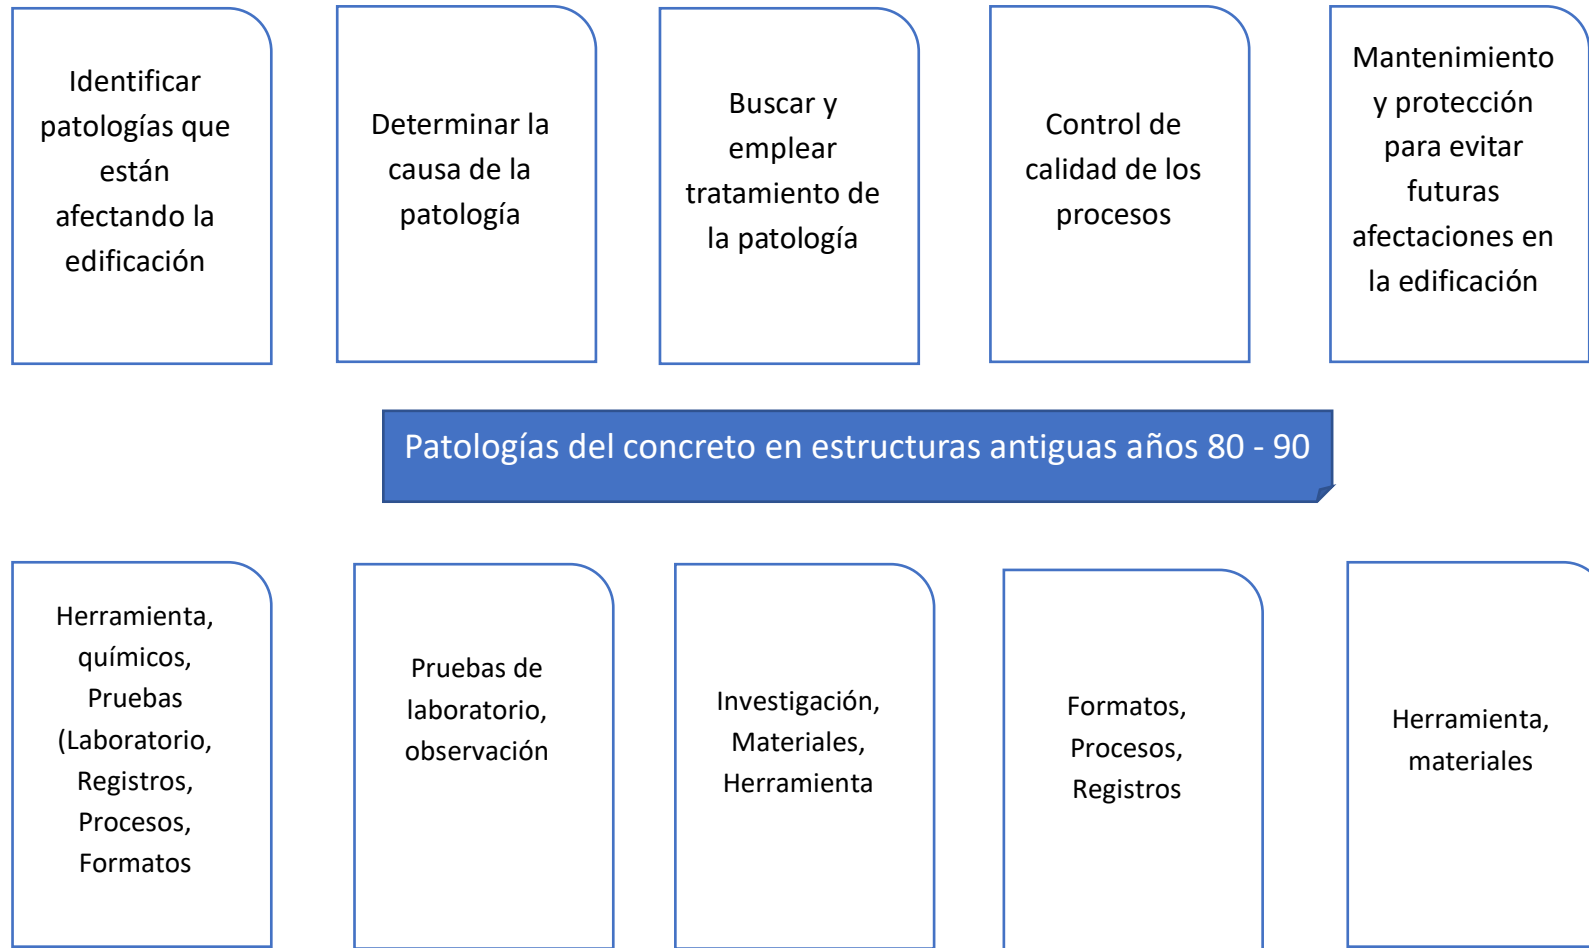 Identificar
patologías que
están
afectando la
edificación
Determinar la
causa de la
patología
Buscar y
emplear
tratamiento de
la patología
Control de
calidad de los
procesos
Mantenimiento
y protección
para evitar
futuras
afectaciones en
la edificación
Patologías del concreto en estructuras antiguas años 80 - 90
Herramienta,
químicos,
Pruebas
(Laboratorio,
Registros,
Procesos,
Formatos
Pruebas de
laboratorio,
observación
Investigación,
Materiales,
Herramienta
Formatos,
Procesos,
Registros
Herramienta,
materiales